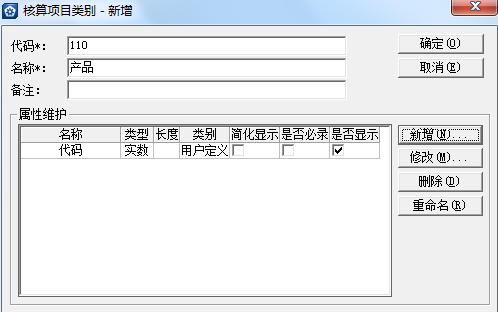 核算项目类别 - 新增
代码*: 110 确定(O)
名称*: 产品 取消(E)
备注:
属性维护
名称 类型 长度 类别 简化显示 是否必录 是否显示 新增(N)...
代码 实数 用户定义 修改(M)...
删除(D)
重命名(R)